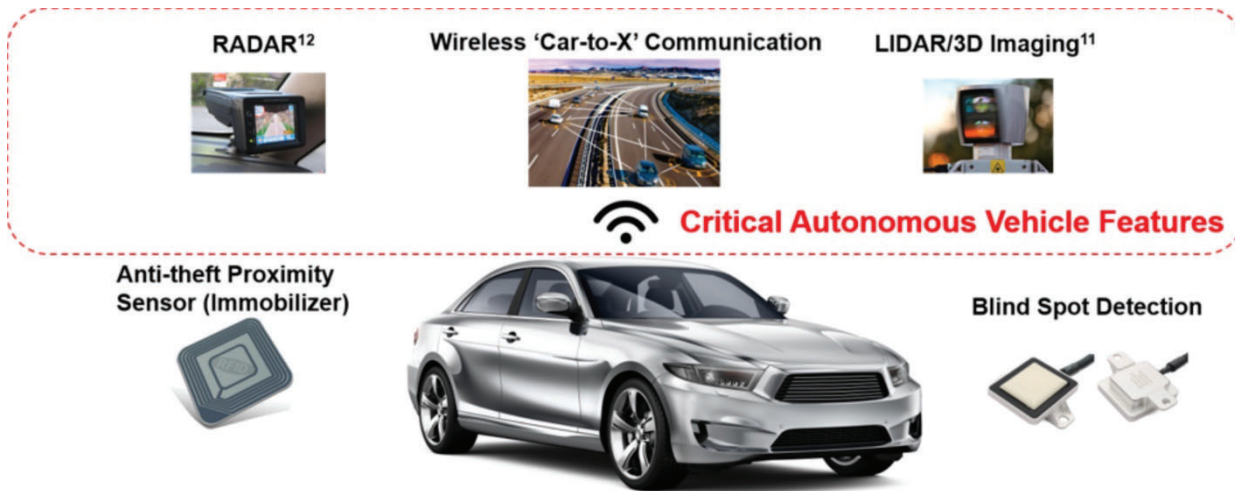 RADAR12
Wireless ‘Car-to-X’ Communication
LIDAR/3D Imaging11
Critical Autonomous Vehicle Features
Anti-theft Proximity
Sensor (Immobilizer)
Blind Spot Detection
RFID